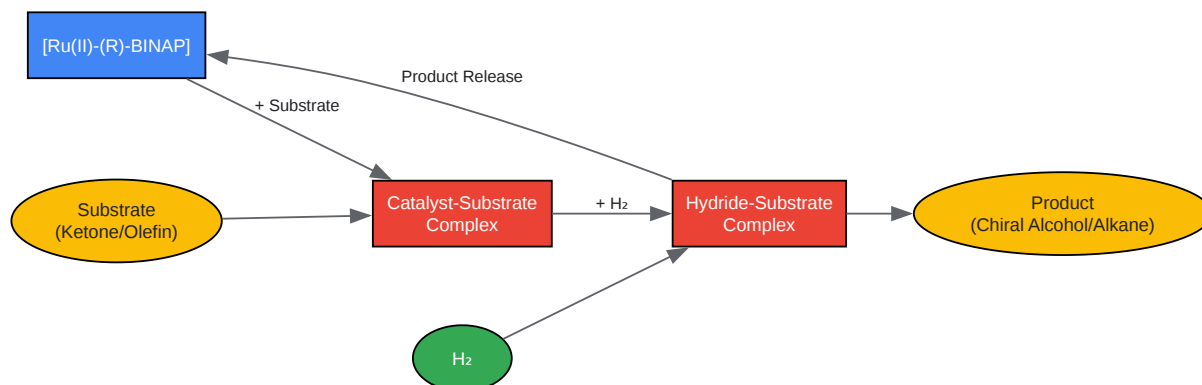 [Ru(II)-(R)-BINAP]
Product Release
+ Substrate
Substrate
(Ketone/Olefin)
Catalyst-Substrate
Complex
+ H₂
Hydride-Substrate
Complex
Product
(Chiral Alcohol/Alkane)
H₂